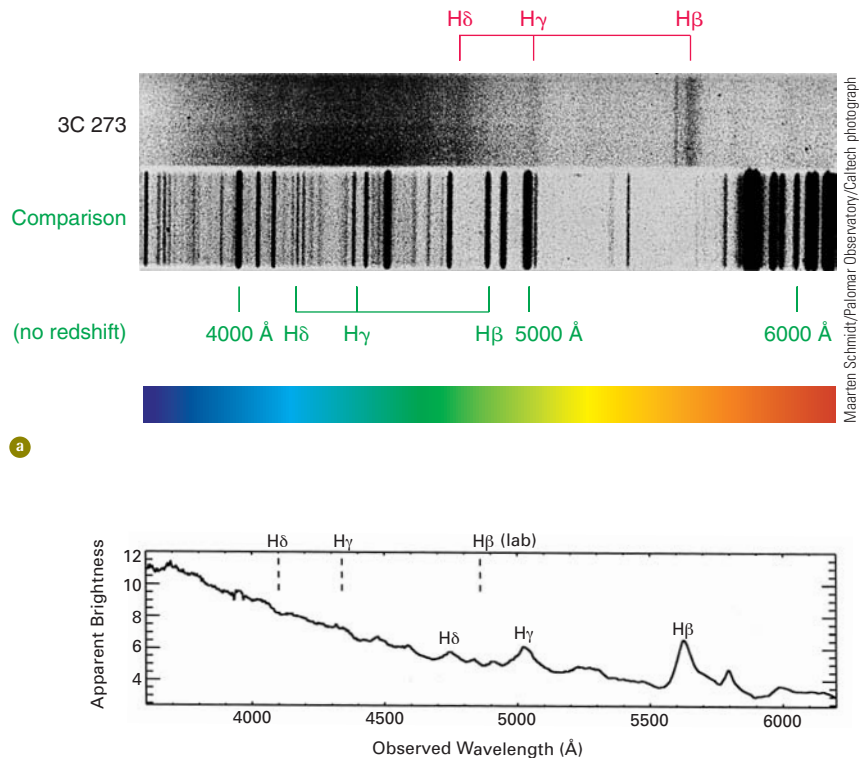 Hδ Hγ Hβ
3C 273
Comparison
(no redshift) 4000 Å Hδ Hγ Hβ 5000 Å 6000 Å
Maarten Schmidt/Palomar Observatory/Caltech photograph
a
Hδ Hγ Hβ (lab)
12
10
8
6
4
Apparent Brightness
Hδ Hγ Hβ
4000 4500 5000 5500 6000
Observed Wavelength (Å)